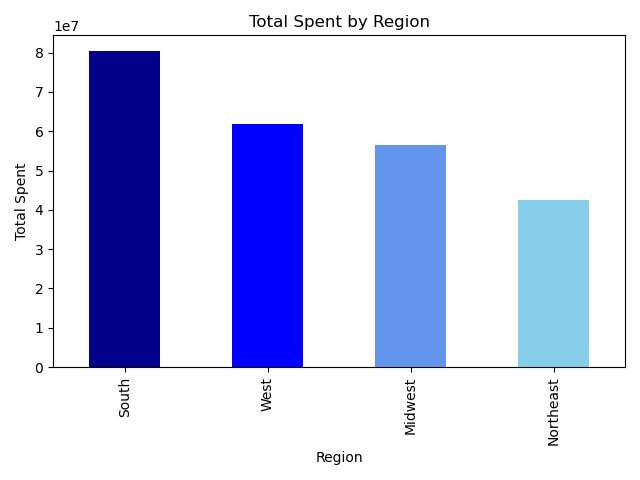 Total Spent by Region
1e7
8
7
6
5
4
3
2
1
0
Total Spent
South
West
Midwest
Northeast
Region